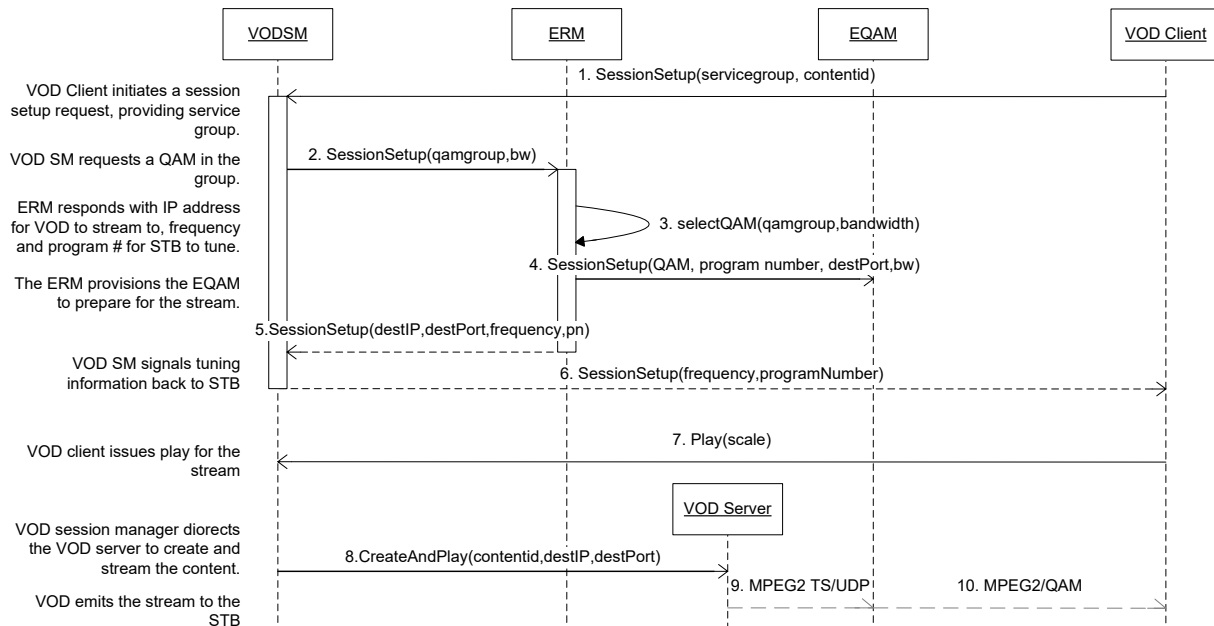 VODSM
ERM
EQAM
VOD Client
1. SessionSetup(servicegroup, contentid)
VOD Client initiates a session
setup request, providing service
group.
2. SessionSetup(qamgroup,bw)
VOD SM requests a QAM in the
group.
ERM responds with IP address
for VOD to stream to, frequency
and program # for STB to tune.
3. selectQAM(qamgroup,bandwidth)
4. SessionSetup(QAM, program number, destPort,bw)
The ERM provisions the EQAM
to prepare for the stream.
5.SessionSetup(destIP,destPort,frequency,pn)
VOD SM signals tuning
information back to STB
6. SessionSetup(frequency,programNumber)
7. Play(scale)
VOD client issues play for the
stream
VOD Server
VOD session manager diorects
the VOD server to create and
stream the content.
8.CreateAndPlay(contentid,destIP,destPort)
9. MPEG2 TS/UDP
10. MPEG2/QAM
VOD emits the stream to the
STB